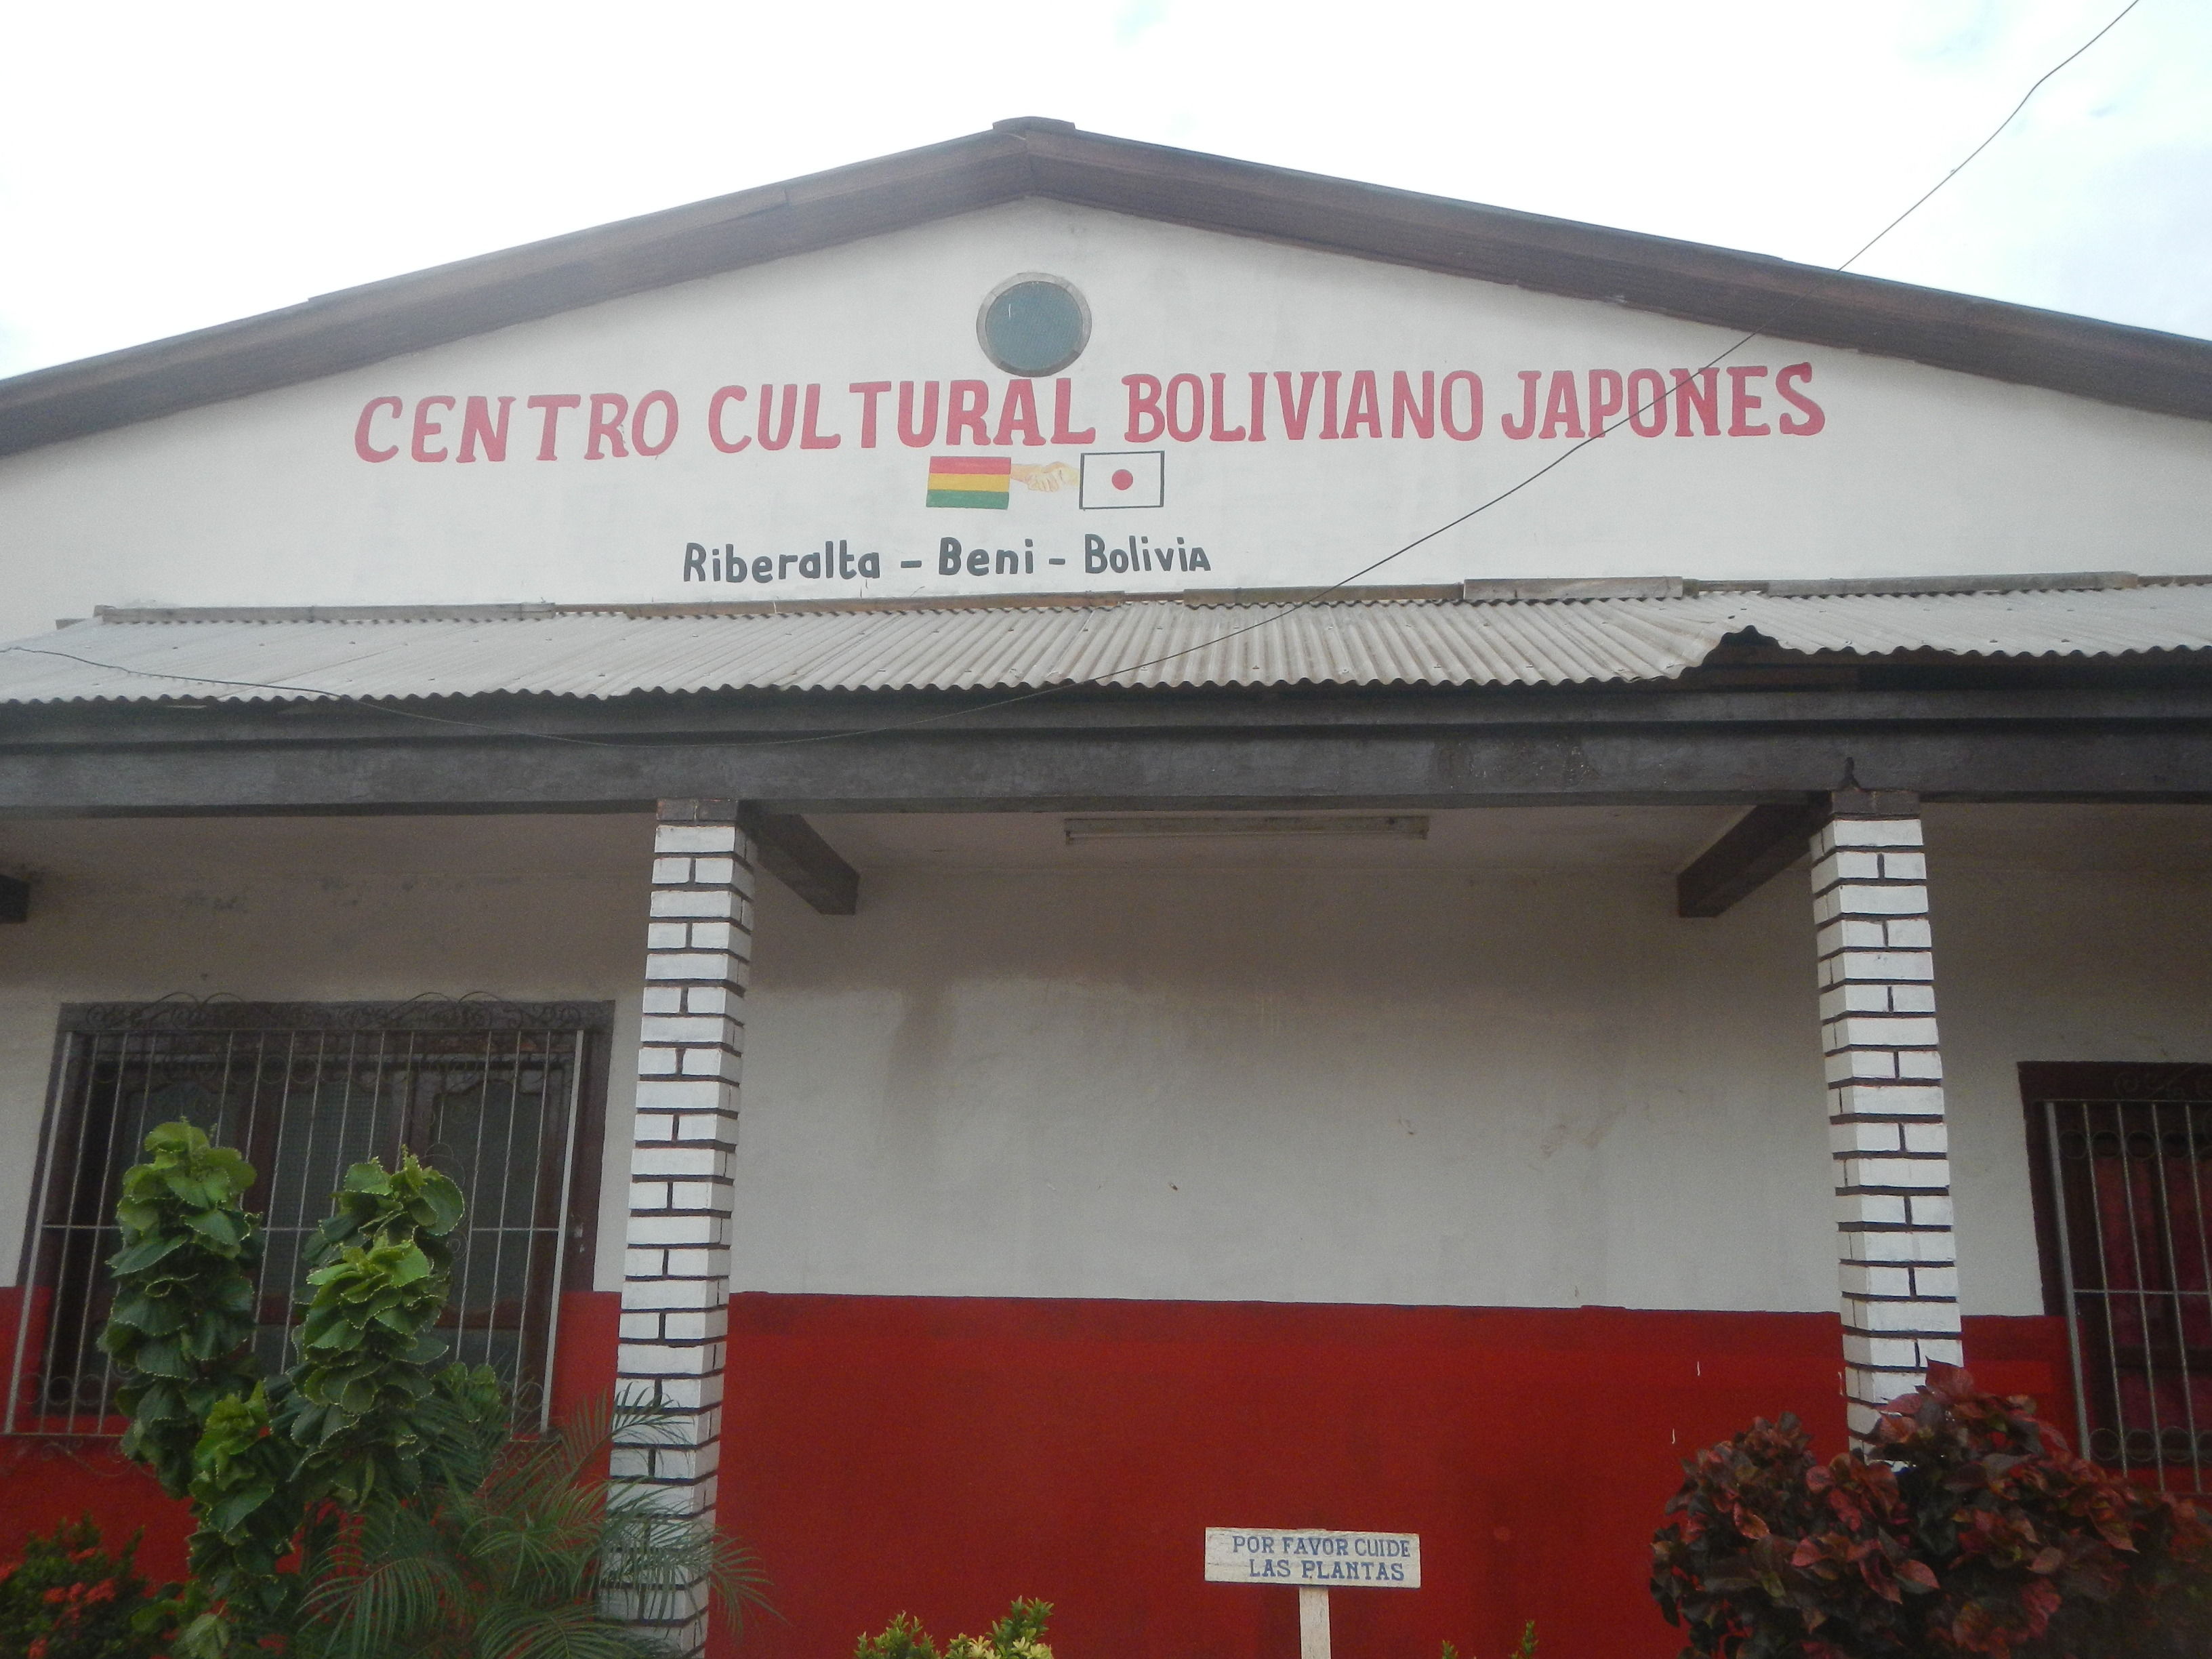 CENTRO CULTURAL BOLIVIANO JAPONES
Riberalta - Beni - Bolivia
POR FAVOR CUIDE
LAS PLANTAS